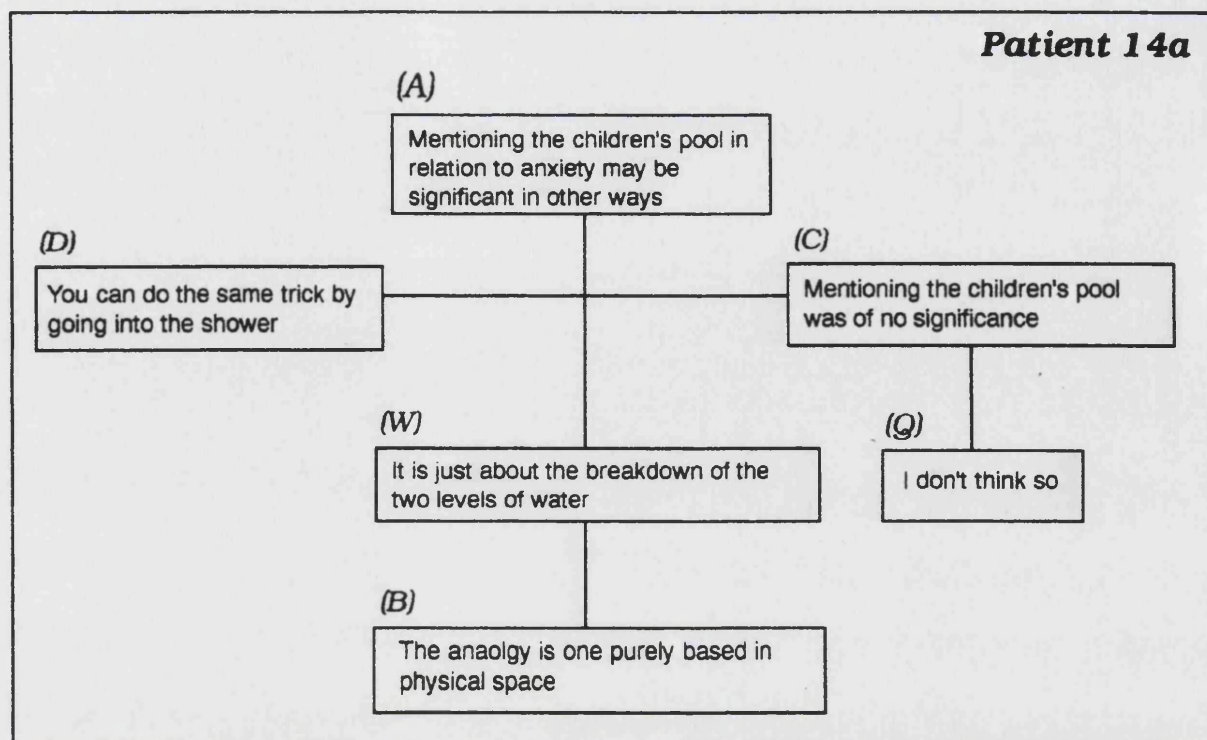 Patient 14a
(A)
Mentioning the children's pool in
relation to anxiety may be
significant in other ways
(D)
You can do the same trick by
going into the shower
(C)
Mentioning the children's pool
was of no significance
(W)
It is just about the breakdown of the
two levels of water
(Q)
I don't think so
(B)
The anaolgy is one purely based in
physical space